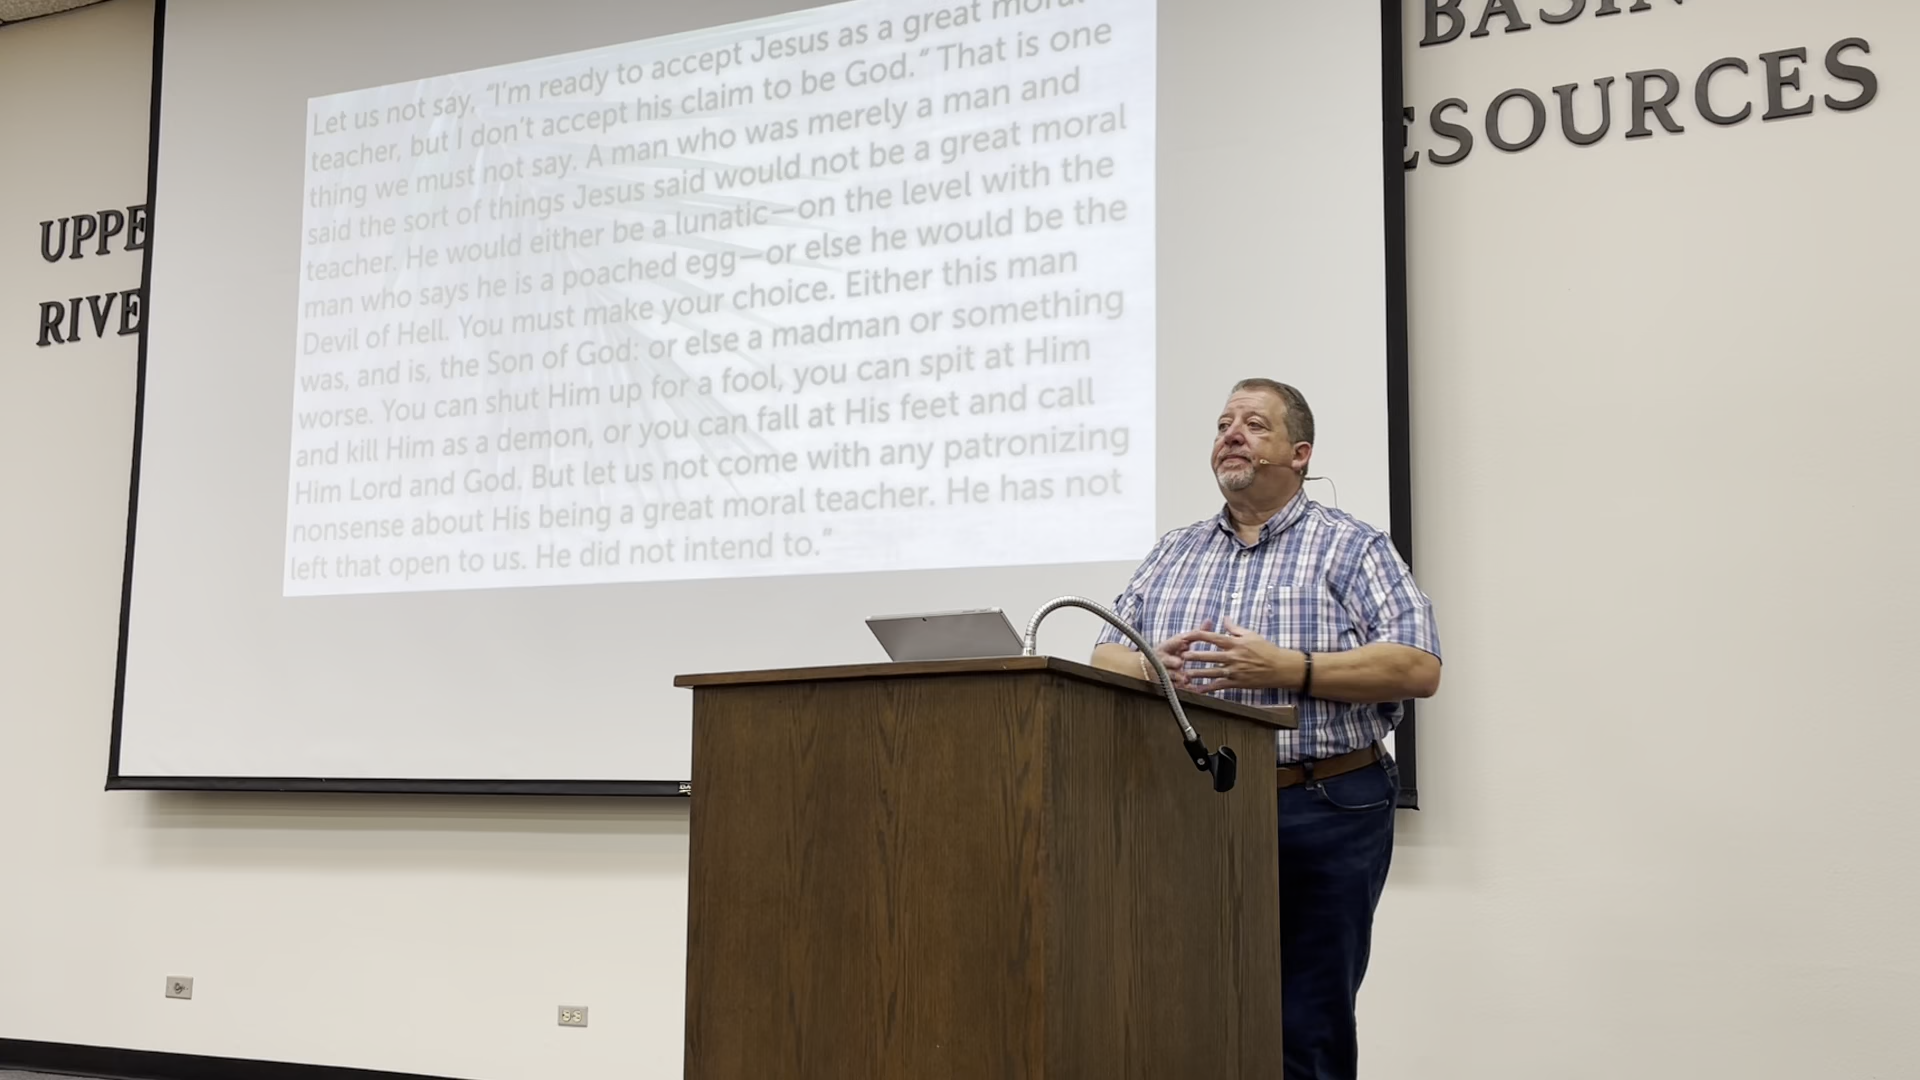 Let us not say, “I’m ready to accept Jesus as a great moral
teacher, but I don’t accept his claim to be God.“ That is one
thing we must not say. A man who was merely a man and
said the sort of things Jesus said would not be a great moral
teacher. He would either be a lunatic—on the level with the
man who says he is a poached egg—or else he would be the
Devil of Hell. You must make your choice. Either this man
was, and is, the Son of God: or else a madman or something
worse. You can shut Him up for a fool, you can spit at Him
and kill Him as a demon, or you can fall at His feet and call
Him Lord and God. But let us not come with any patronizing
nonsense about His being a great moral teacher. He has not
left that open to us. He did not intend to.”
UPPE
RIVE
BASIN
ESOURCES